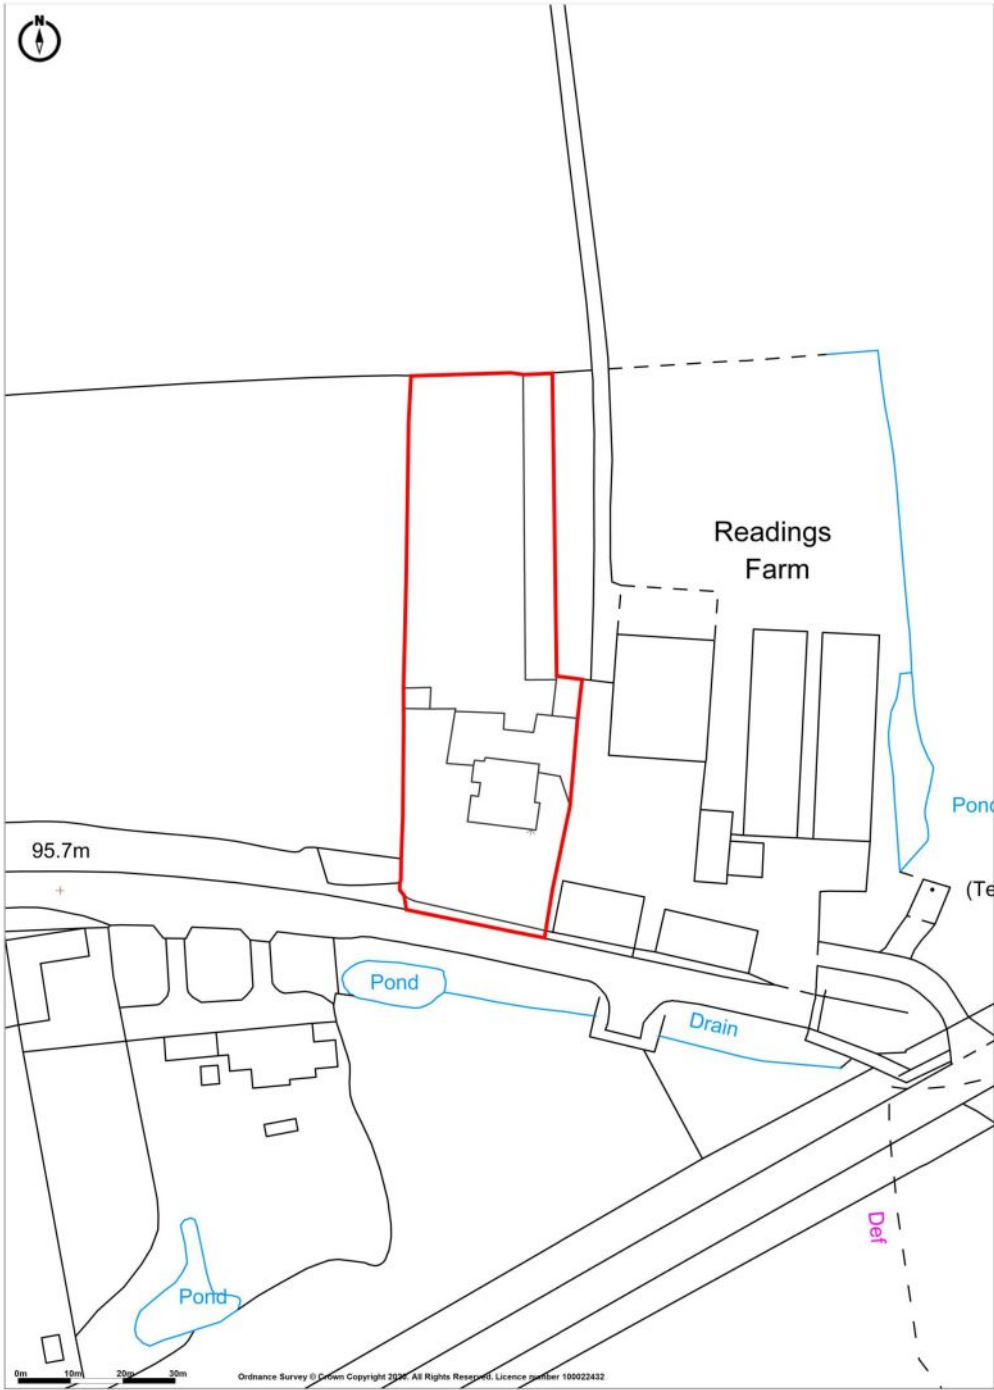 N
Readings
Farm
95.7m
Pond
(Te
Pond
Drain
Def
Pond
0m 10m 20m 30m
Ordnance Survey © Crown Copyright 2020. All Rights Reserved. Licence number 100022432